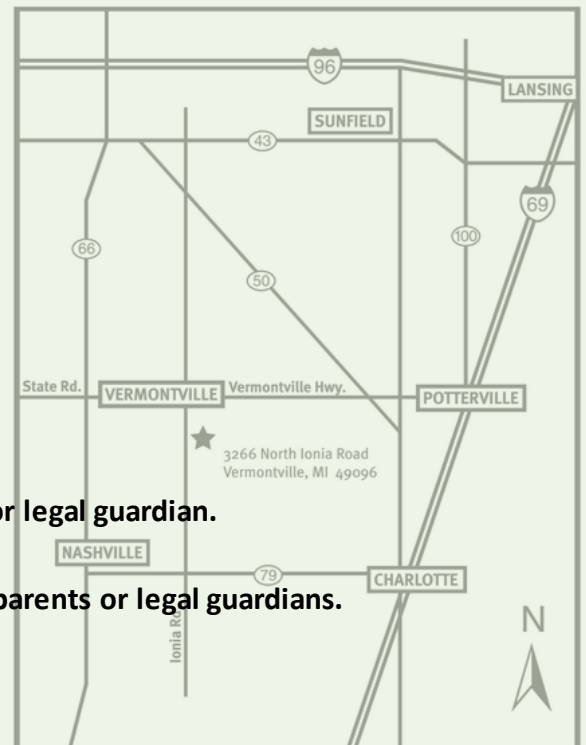 96
LANSING
SUNFIELD
43
69
66
100
50
State Rd.
VERMONTVILLE
Vermontville Hwy.
POTTERVILLE
3266 North Ionia Road
Vermontville, MI 49096
or legal guardian.
NASHVILLE
79
CHARLOTTE
parents or legal guardians.
Ionia Rd
N